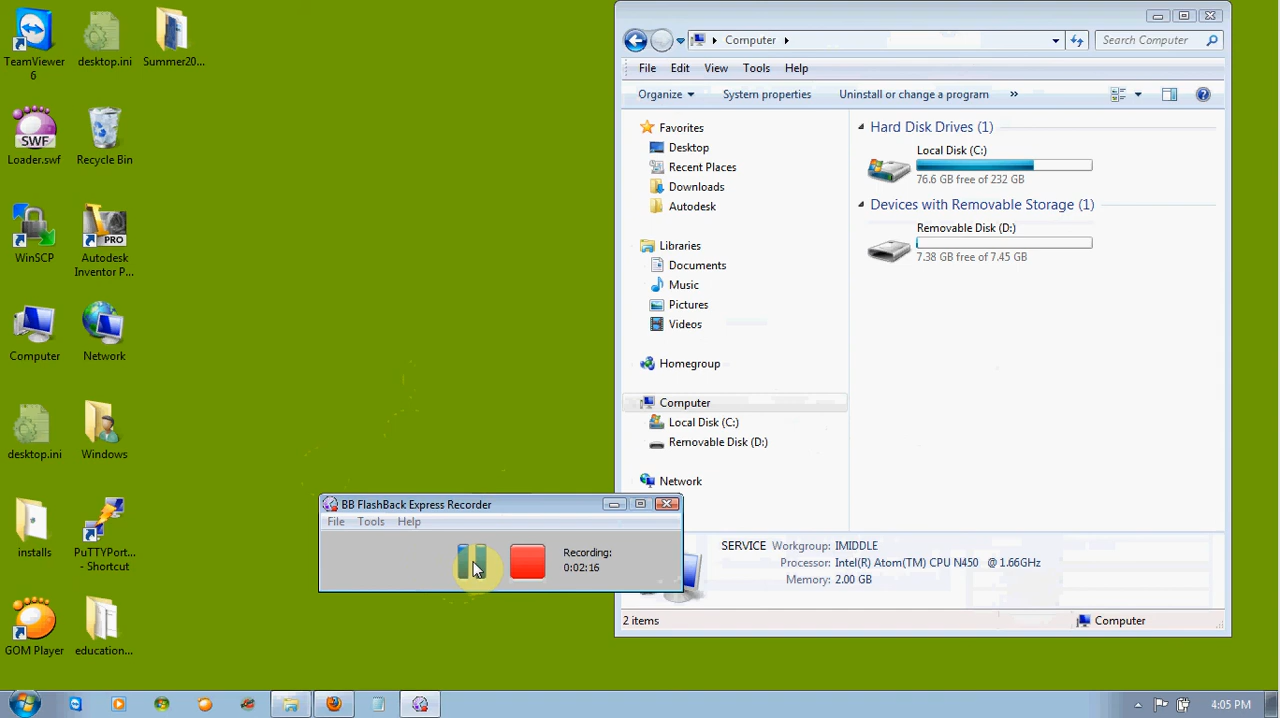 TeamViewer
6
desktop.ini
Summer20...
SWF
Loader.swf
Recycle Bin
WinSCP
PRO
Autodesk
Inventor P...
Computer
Network
desktop.ini
Windows
installs
PuTTYPort...
- Shortcut
GOM Player
education...
Computer
Search Computer
File Edit View Tools Help
Organize System properties Uninstall or change a program »
Favorites
Desktop
Recent Places
Downloads
Autodesk
Libraries
Documents
Music
Pictures
Videos
Homegroup
Computer
Local Disk (C:)
Removable Disk (D:)
Network
Hard Disk Drives (1)
Local Disk (C:)
76.6 GB free of 232 GB
Devices with Removable Storage (1)
Removable Disk (D:)
7.38 GB free of 7.45 GB
SERVICE Workgroup: IMIDDLE
Processor: Intel(R) Atom(TM) CPU N450 @ 1.66GHz
Memory: 2.00 GB
2 items
Computer
BB FlashBack Express Recorder
File Tools Help
Recording:
0:02:16
4:05 PM